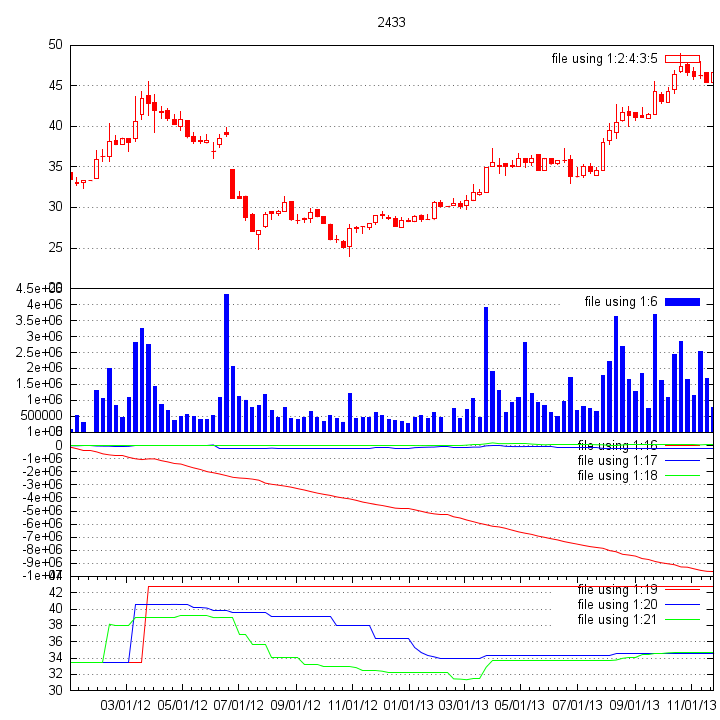 2433
50
file using 1:2:4:3:5
45
40
35
30
25
4.5e+06
file using 1:6
4e+06
3.5e+06
3e+06
2.5e+06
2e+06
1.5e+06
1e+06
500000
1e+06
0
file using 1:16
-1e+06
file using 1:17
-2e+06
file using 1:18
-3e+06
-4e+06
-5e+06
-6e+06
-7e+06
-8e+06
-9e+06
-1e+07
42
file using 1:19
40
file using 1:20
38
file using 1:21
36
34
32
30
03/01/12 05/01/12 07/01/12 09/01/12 11/01/12 01/01/13 03/01/13 05/01/13 07/01/13 09/01/13 11/01/13